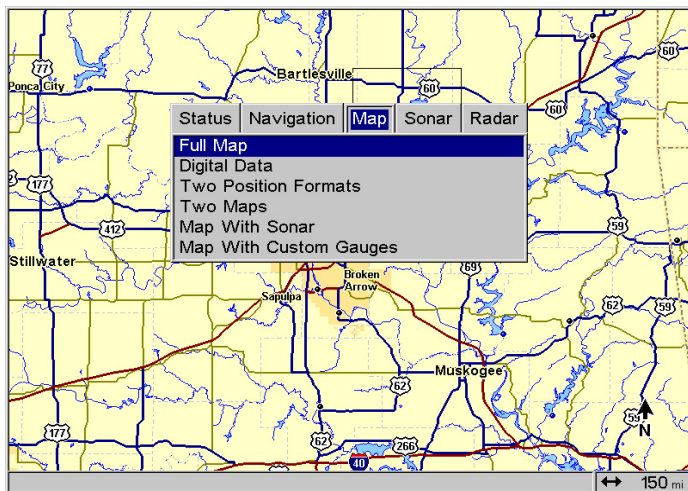 77
Ponca City
Bartlesville
60
60
60
Status Navigation Map Sonar Radar
Full Map
Digital Data
Two Position Formats
Two Maps
Map With Sonar
Map With Custom Gauges
177
412
59
Stillwater
69
Broken
Arrow
Sapulpa
62
59
Muskogee
62
59
N
177
62
266
40
150 mi